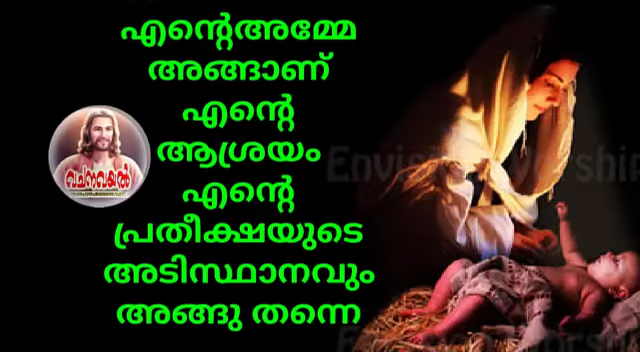 എന്റെഅമ്മേ
അങ്ങാണ്
എന്റെ
ആശ്രയം
എന്റെ
പ്രതീക്ഷയുടെ
അടിസ്ഥാനവും
അങ്ങു തന്നെ